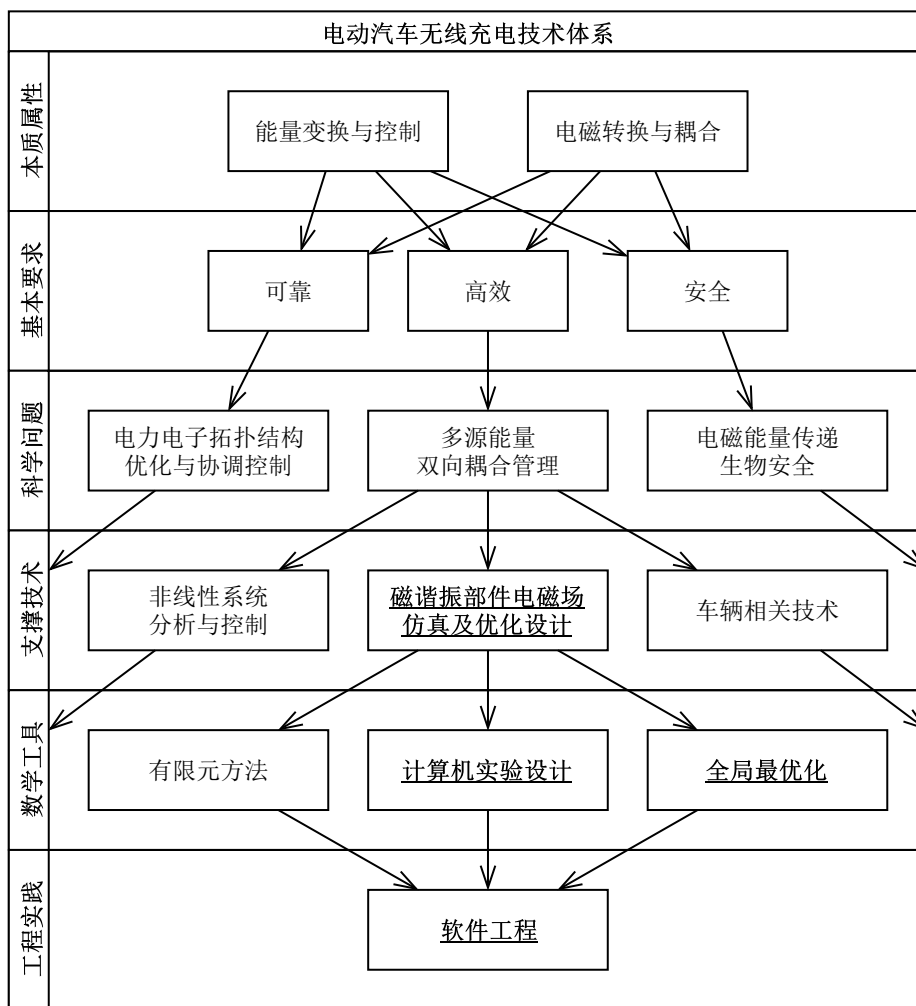 电动汽车无线充电技术体系
本质属性
能量变换与控制
电磁转换与耦合
基本要求
可靠
高效
安全
科学问题
电力电子拓扑结构
优化与协调控制
多源能量
双向耦合管理
电磁能量传递
生物安全
支撑技术
非线性系统
分析与控制
磁谐振部件电磁场
仿真及优化设计
车辆相关技术
数学工具
有限元方法
计算机实验设计
全局最优化
工程实践
软件工程